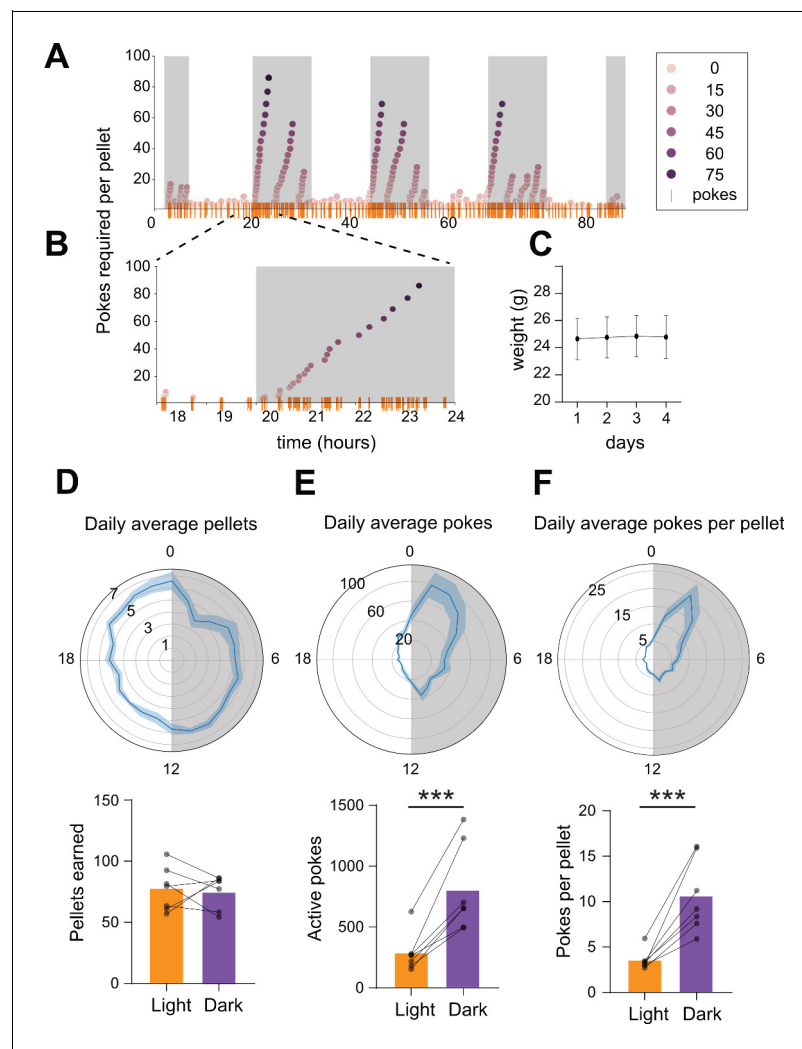 A
Pokes required per pellet
100
80
60
40
20
0 20 40 60 80
0
15
30
45
60
75
pokes
B
100
80
60
40
20
18 19 20 21 22 23 24
time (hours)
C
weight (g)
28
26
24
22
20
1 2 3 4
days
D
Daily average pellets
0
7
5
3
1
18 6
12
E
Daily average pokes
0
100
60
20
18 6
12
F
Daily average pokes per pellet
0
25
15
5
18 6
12
Pellets earned
150
100
50
0
Light Dark
Active pokes
***
1500
1000
500
0
Light Dark
Pokes per pellet
***
20
15
10
5
0
Light Dark